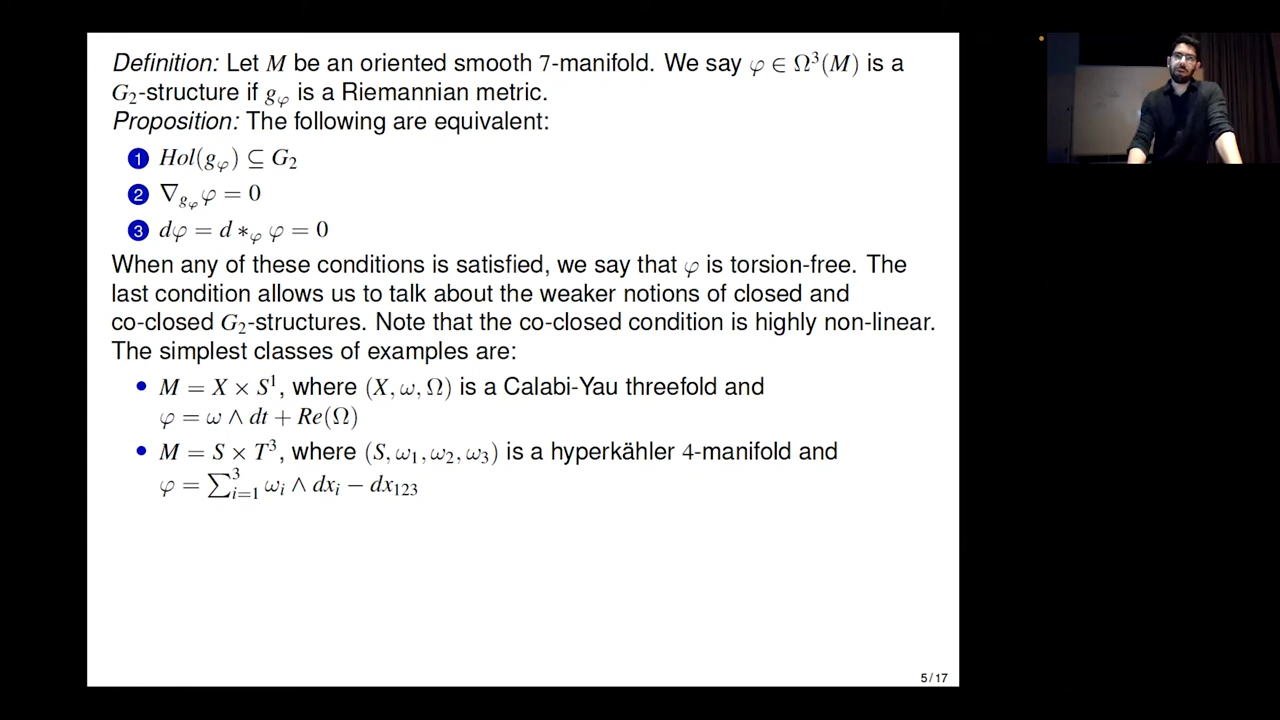 Definition: Let M be an oriented smooth 7-manifold. We say φ ∈ Ω³(M) is a
G₂-structure if g_φ is a Riemannian metric.
Proposition: The following are equivalent:
1 Hol(g_φ) ⊆ G₂
2 ∇_{g_φ} φ = 0
3 dφ = d *_φ φ = 0
When any of these conditions is satisfied, we say that φ is torsion-free. The
last condition allows us to talk about the weaker notions of closed and
co-closed G₂-structures. Note that the co-closed condition is highly non-linear.
The simplest classes of examples are:
• M = X × S¹, where (X, ω, Ω) is a Calabi-Yau threefold and
φ = ω ∧ dt + Re(Ω)
• M = S × T³, where (S, ω₁, ω₂, ω₃) is a hyperkähler 4-manifold and
φ = ∑_{i=1}^{3} ω_i ∧ dx_i − dx₁₂₃
5 / 17